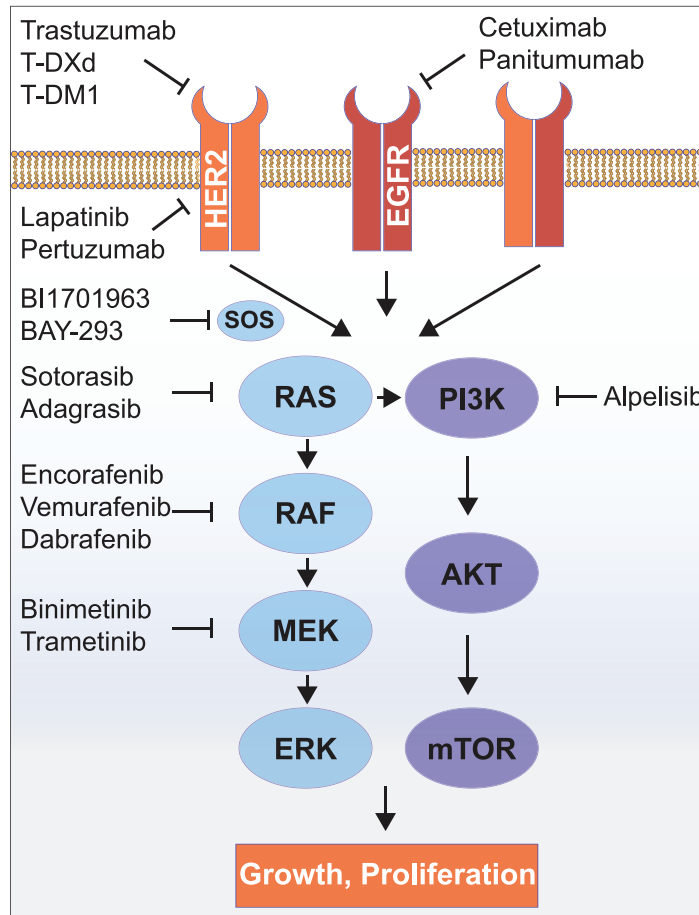 Trastuzumab
T-DXd
T-DM1
Cetuximab
Panitumumab
HER2
EGFR
Lapatinib
Pertuzumab
BI1701963
BAY-293
SOS
Sotorasib
Adagrasib
RAS
PI3K
Alpelisib
Encorafenib
Vemurafenib
Dabrafenib
RAF
AKT
Binimetinib
Trametinib
MEK
ERK
mTOR
Growth, Proliferation